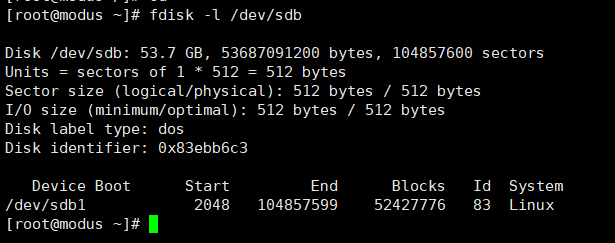 [root@modus ~]# fdisk -l /dev/sdb
Disk /dev/sdb: 53.7 GB, 53687091200 bytes, 104857600 sectors
Units = sectors of 1 * 512 = 512 bytes
Sector size (logical/physical): 512 bytes / 512 bytes
I/O size (minimum/optimal): 512 bytes / 512 bytes
Disk label type: dos
Disk identifier: 0x83ebb6c3
Device Boot Start End Blocks Id System
/dev/sdb1 2048 104857599 52427776 83 Linux
[root@modus ~]#